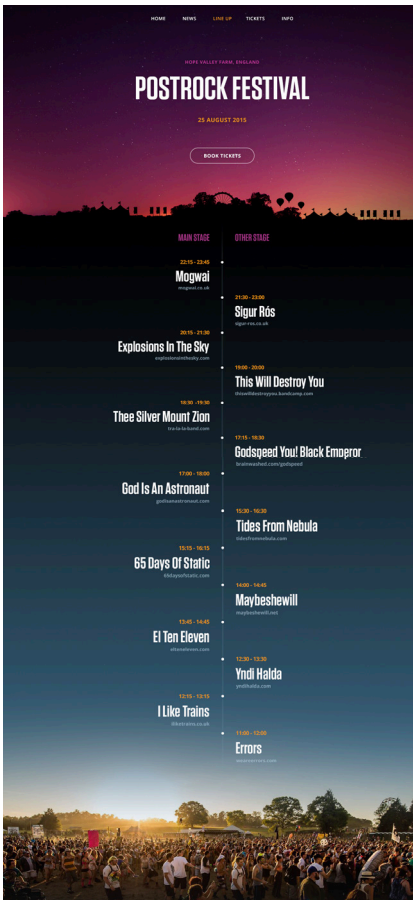 HOME NEWS LINE UP TICKETS INFO
HOPE VALLEY FARM, ENGLAND
POSTROCK FESTIVAL
25 AUGUST 2015
BOOK TICKETS
MAIN STAGE OTHER STAGE
22:15 - 23:45
Mogwai
mogwai.co.uk
21:30 - 23:00
Sigur Rós
sigur-ros.co.uk
20:15 - 21:30
Explosions In The Sky
explosionsinthesky.com
19:00 - 20:00
This Will Destroy You
thiswilldestroyyou.bandcamp.com
18:30 -19:30
Thee Silver Mount Zion
tra-la-la-band.com
17:15 - 18:30
Godspeed You! Black Emperor
brainwashed.com/godspeed
17:00 - 18:00
God Is An Astronaut
godisanastronaut.com
15:30 - 16:30
Tides From Nebula
tidesfromnebula.com
15:15 - 16:15
65 Days Of Static
65daysofstatic.com
14:00 - 14:45
Maybeshewill
maybeshewill.net
13:45 - 14:45
El Ten Eleven
elteneleven.com
12:30 - 13:30
Yndi Halda
yndihalda.com
12:15 - 13:15
I Like Trains
iliketrains.co.uk
11:00 - 12:00
Errors